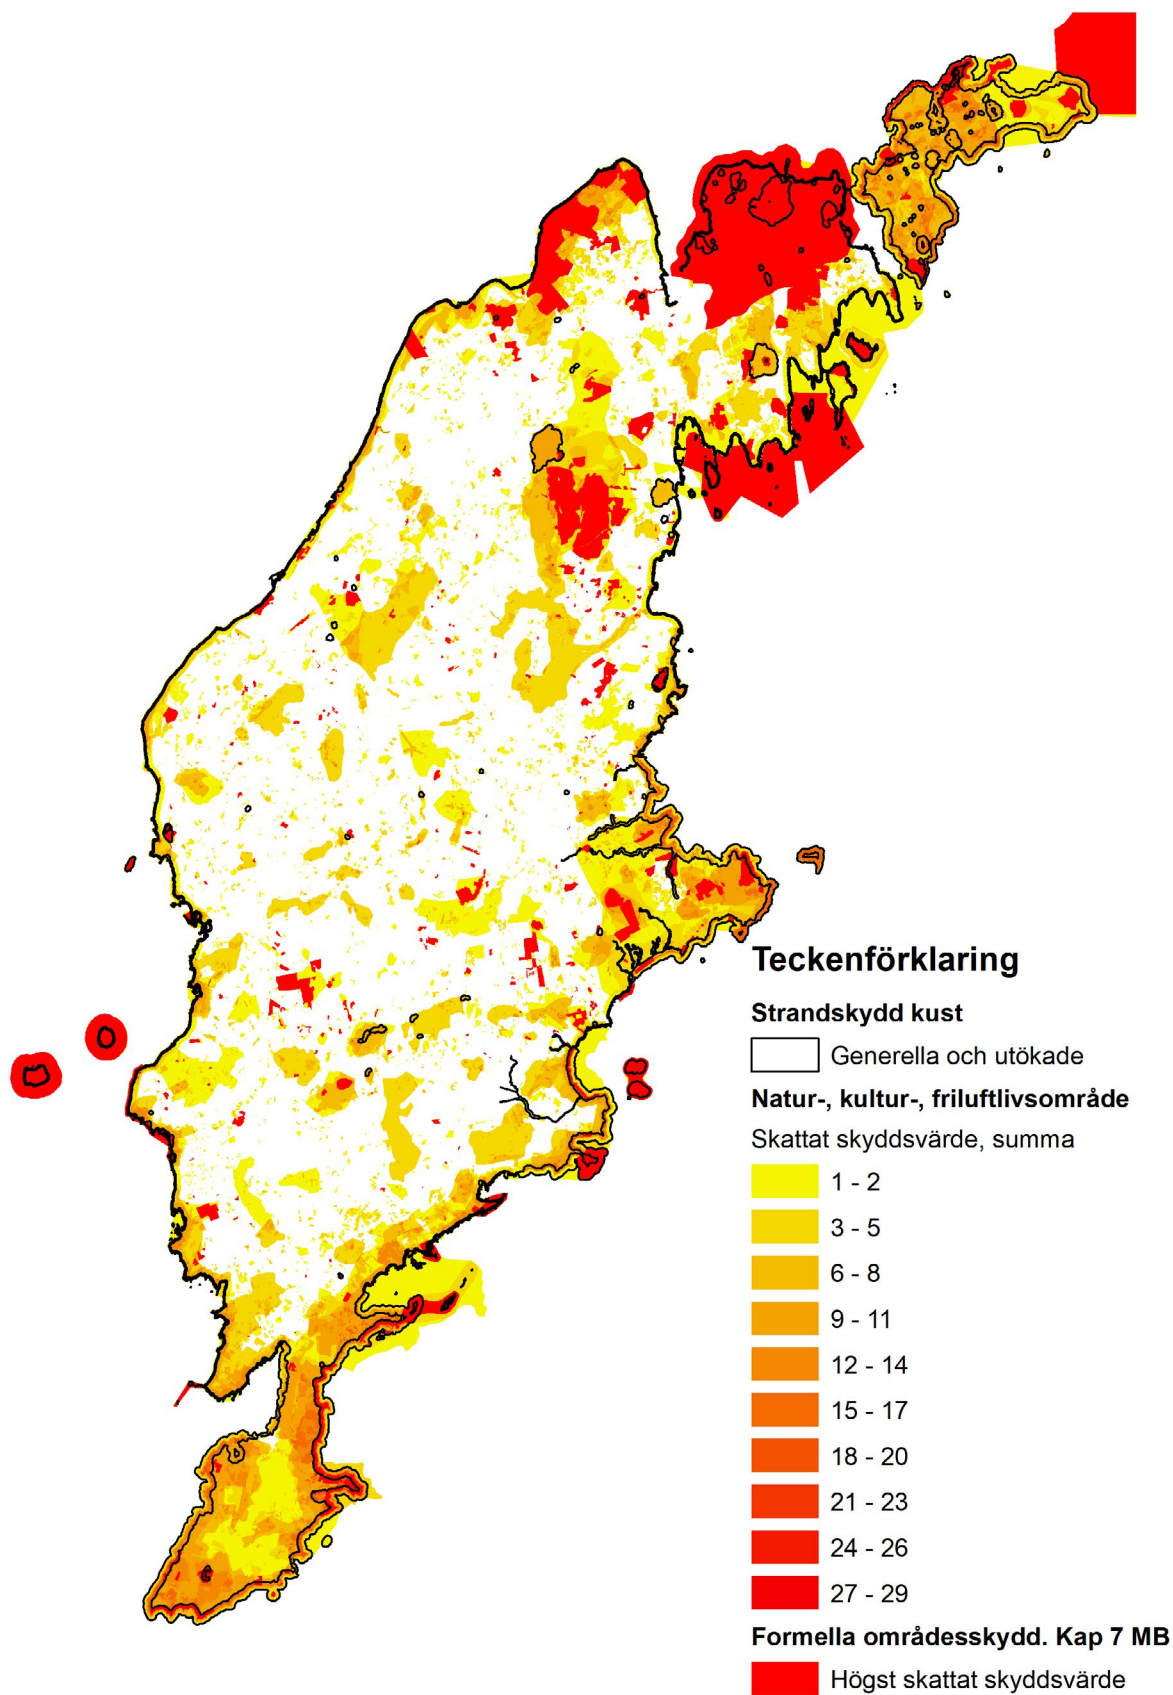 Teckenförklaring
Strandskydd kust
Generella och utökade
Natur-, kultur-, friluftlivsområde
Skattat skyddsvärde, summa
1 - 2
3 - 5
6 - 8
9 - 11
12 - 14
15 - 17
18 - 20
21 - 23
24 - 26
27 - 29
Formella områdesskydd. Kap 7 MB
Högst skattat skyddsvärde